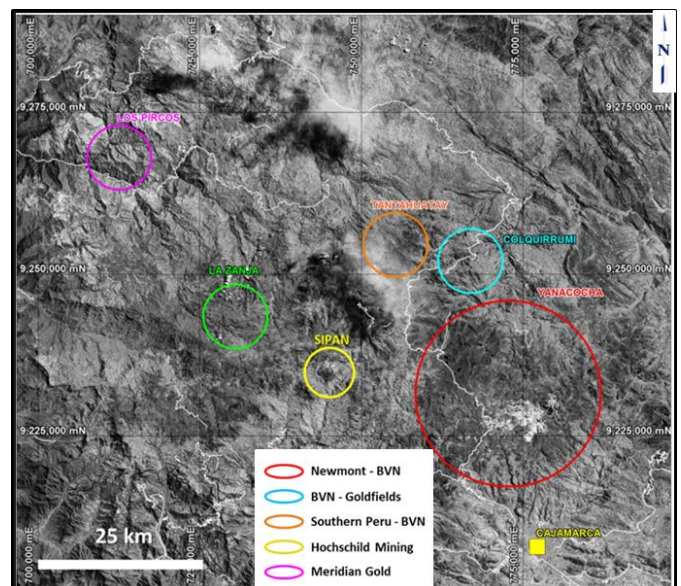 700,000 mE
725,000 mE
750,000 mE
775,000 mE
N
9,275,000 mN
9,275,000 mN
LOS PIRCOS
TANTAHUATAY
COLQUIRRUMI
9,250,000 mN
9,250,000 mN
LA ZANJA
YANACOCHA
SIPAN
9,225,000 mN
9,225,000 mN
Newmont - BVN
BVN - Goldfields
Southern Peru - BVN
Hochschild Mining
Meridian Gold
25 km
CAJAMARCA
700,000 mE
775,000 mE